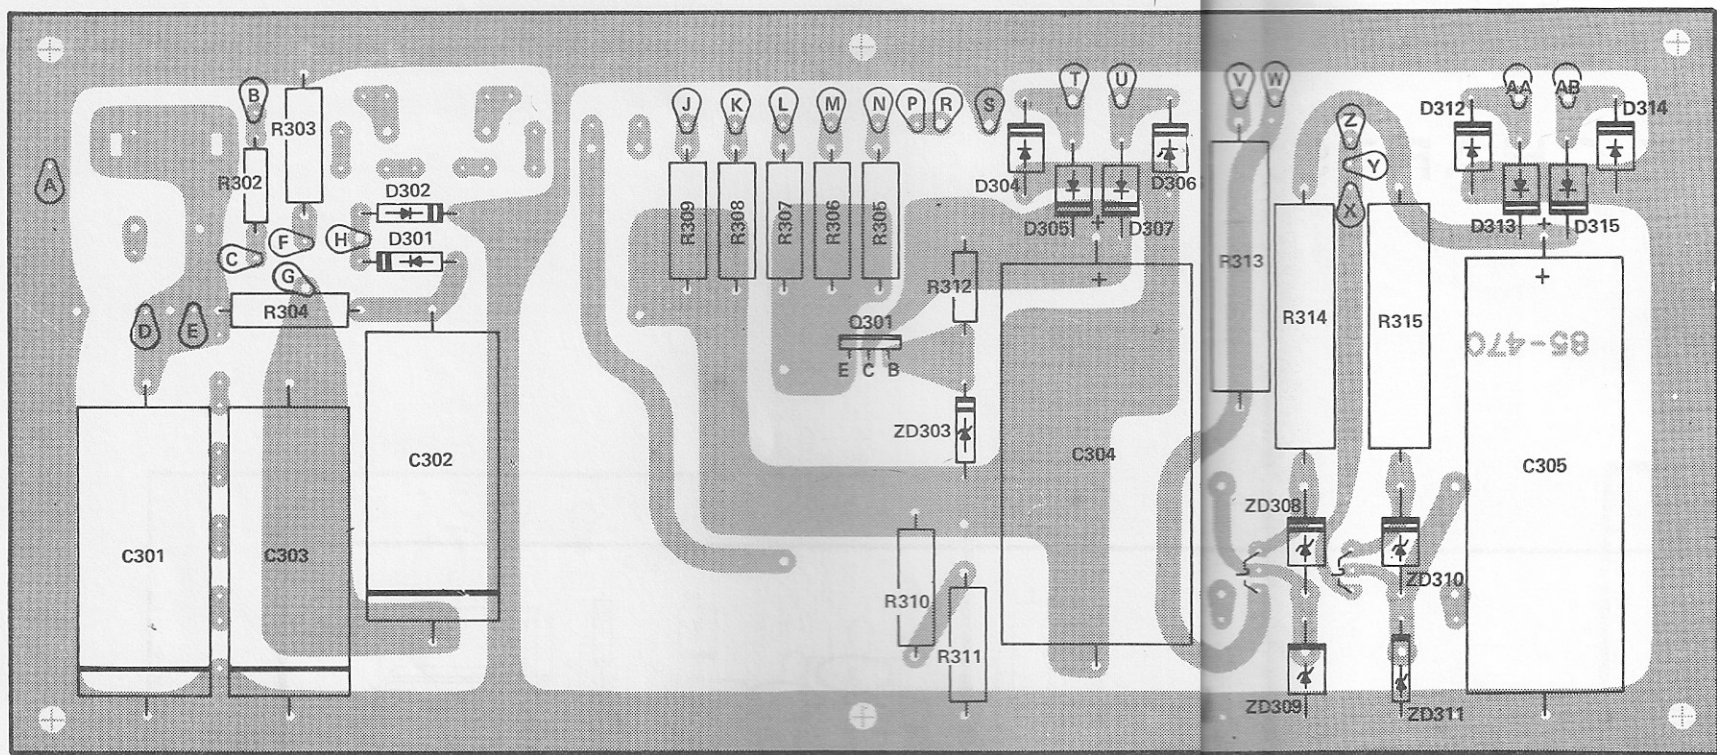 B
J
K
L
M
N
P
R
S
T
U
V
W
AA
AB
D312
D314
R303
Z
Y
X
A
R302
D302
D304
D306
C
F
H
D301
G
R309
R308
R307
R306
R305
D305
+
D307
D313
+
D315
R304
D
E
R312
+
R313
+
Q301
E C B
R314
R315
85-470
ZD303
C302
C304
C305
C301
C303
ZD308
ZD310
R310
R311
ZD309
ZD311